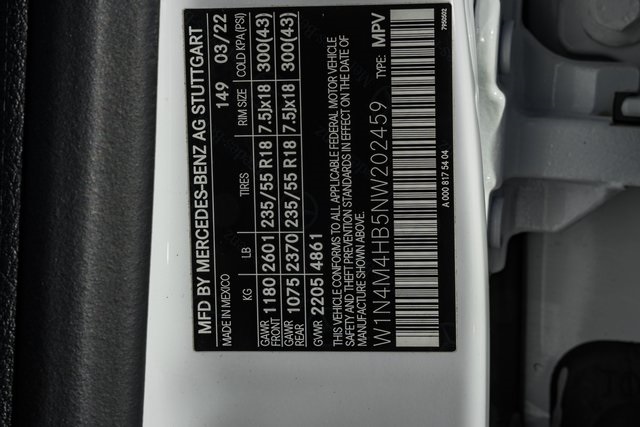 MFD BY MERCEDES-BENZ AG STUTTGART
MADE IN MEXICO 149 03/22
KG LB TIRES RIM SIZE COLD KPA(PSI)
GAWR FRONT 1180 2601 235/55 R18 7.5Jx18 300(43)
GAWR REAR 1075 2370 235/55 R18 7.5Jx18 300(43)
GVWR 2205 4861
THIS VEHICLE CONFORMS TO ALL APPLICABLE FEDERAL MOTOR VEHICLE
SAFETY AND THEFT PREVENTION STANDARDS IN EFFECT ON THE DATE OF
MANUFACTURE SHOWN ABOVE.
W1N4M4HB5NW202459 TYPE: MPV
A 000 817 54 04